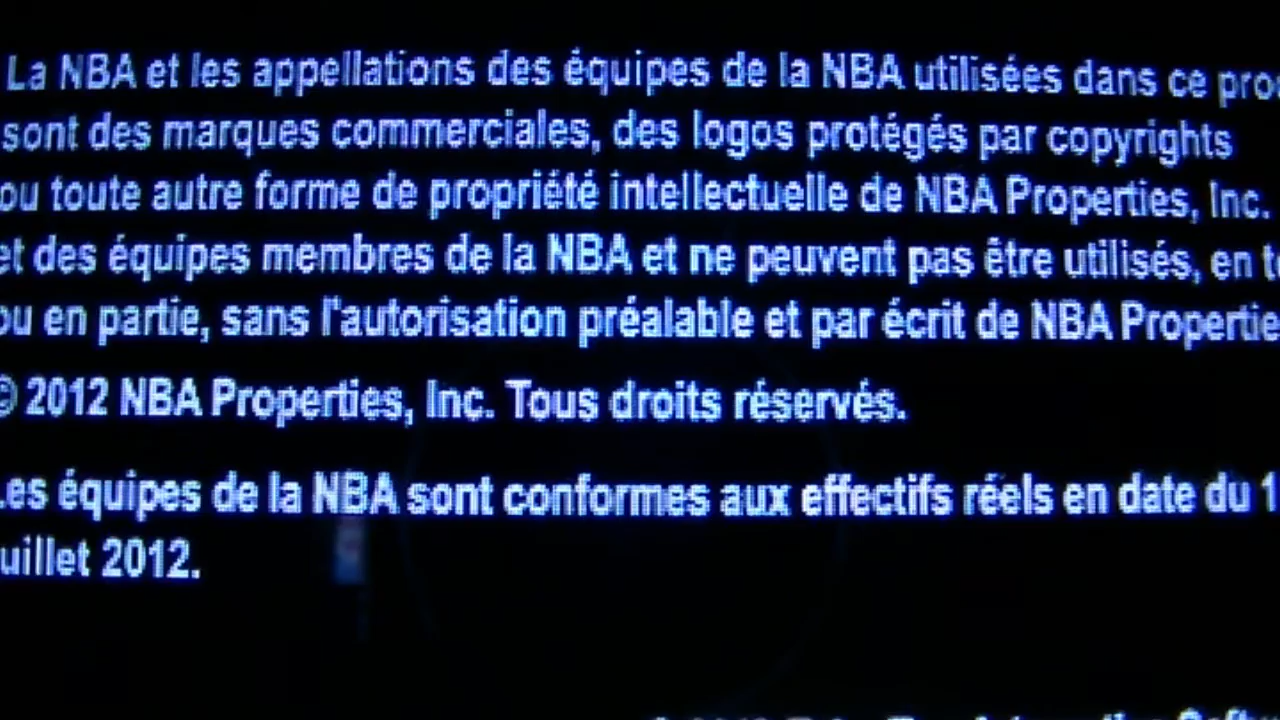 La NBA et les appellations des équipes de la NBA utilisées dans ce
sont des marques commerciales, des logos protégés par copyrights
ou toute autre forme de propriété intellectuelle de NBA Properties, Inc.
et des équipes membres de la NBA et ne peuvent pas être utilisés, en
ou en partie, sans l'autorisation préalable et par écrit de NBA Propertie
© 2012 NBA Properties, Inc. Tous droits réservés.
Les équipes de la NBA sont conformes aux effectifs réels en date du 1
uillet 2012.